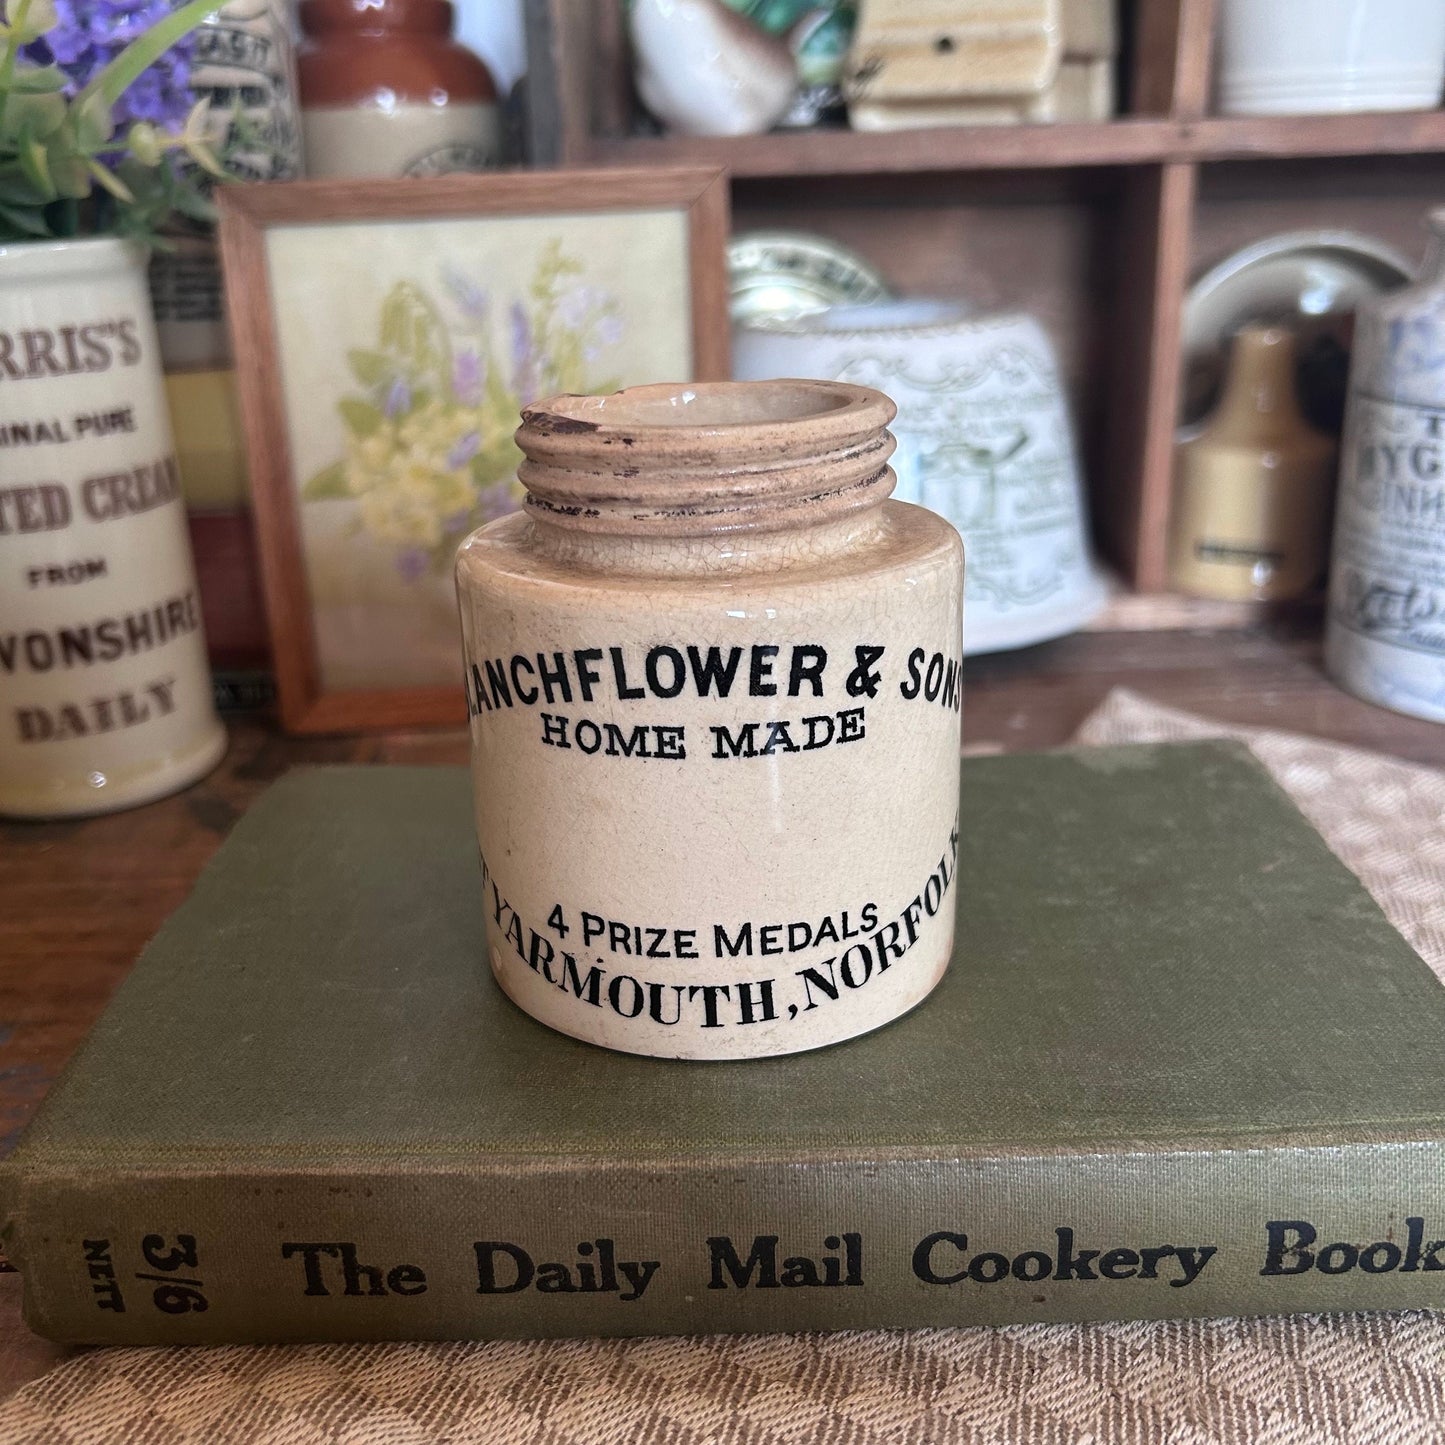 RRIS'S
INAL PURE
TED CREAM
FROM
VONSHIRE
DAILY
LANCHFLOWER & SONS
HOME MADE
4 PRIZE MEDALS
T YARMOUTH, NORFOLK
3/6
NETT
The Daily Mail Cookery Book